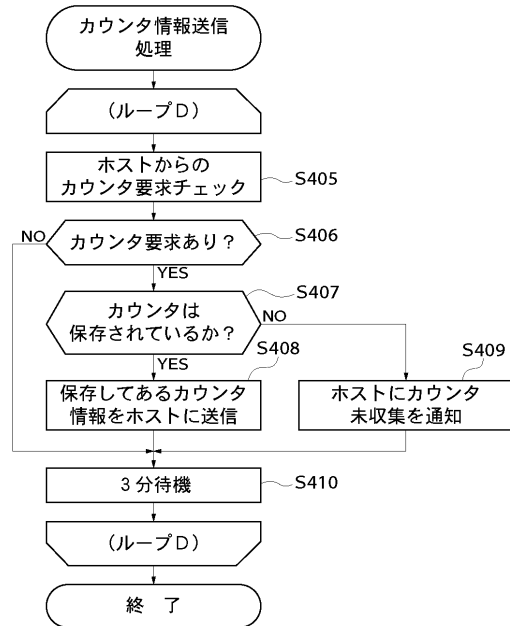 カウンタ情報送信
処理
（ループＤ）
ホストからの
カウンタ要求チェック
S405
カウンタ要求あり？
S406
NO
YES
カウンタは
保存されているか？
S407
NO
YES
保存してあるカウンタ
情報をホストに送信
S408
ホストにカウンタ
未収集を通知
S409
３分待機
S410
（ループＤ）
終　了